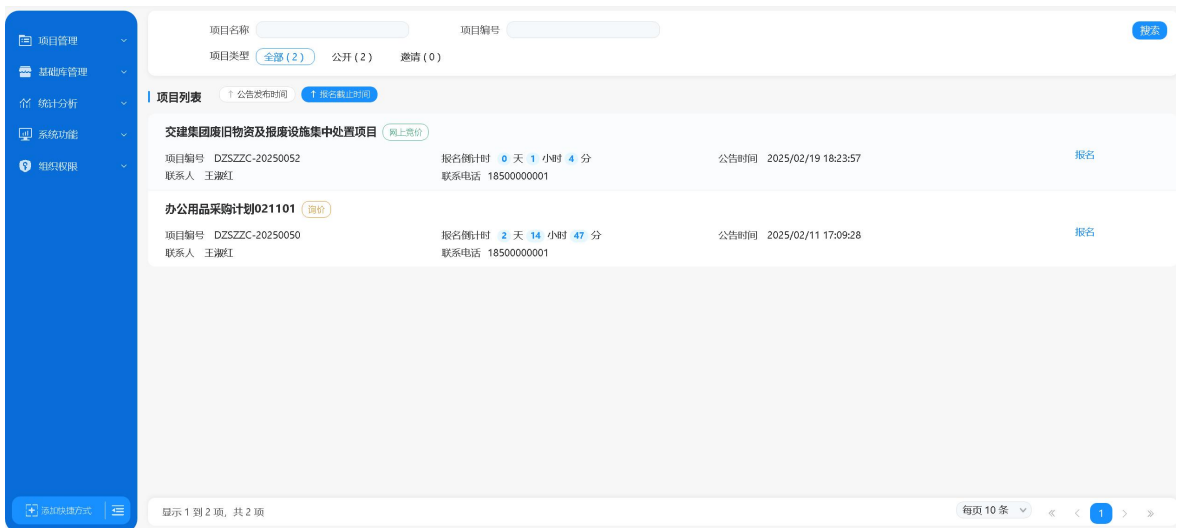 项目管理
基础库管理
统计分析
系统功能
组织权限
添加快捷方式
项目名称 项目编号 搜索
项目类型 全部 ( 2 ) 公开 ( 2 ) 邀请 ( 0 )
项目列表 ↑ 公告发布时间 ↑ 报名截止时间
交建集团废旧物资及报废设施集中处置项目 网上竞价
项目编号 DZSZZC-20250052 报名倒计时 0 天 1 小时 4 分 公告时间 2025/02/19 18:23:57 报名
联系人 王淑红 联系电话 18500000001
办公用品采购计划021101 询价
项目编号 DZSZZC-20250050 报名倒计时 2 天 14 小时 47 分 公告时间 2025/02/11 17:09:28 报名
联系人 王淑红 联系电话 18500000001
显示 1 到 2 项, 共 2 项 每页 10 条 « < 1 > »